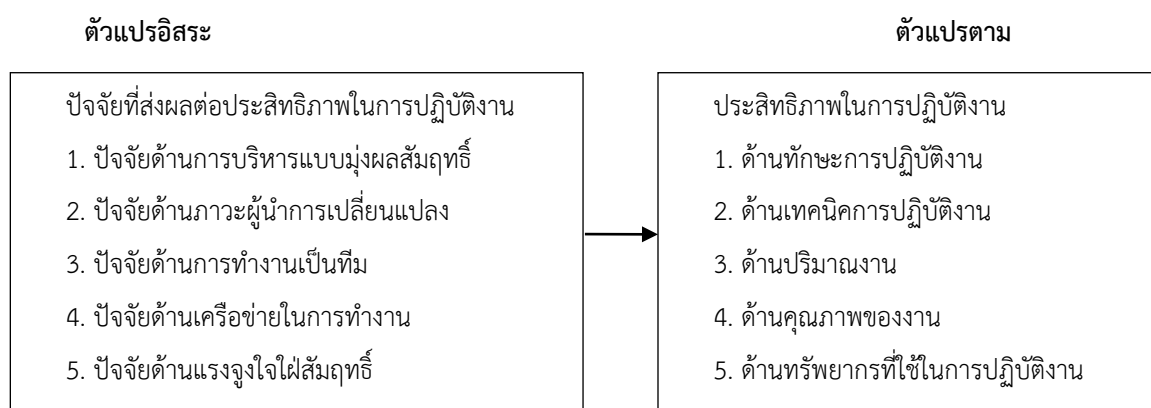 ตัวแปรอิสระ
ตัวแปรตาม
ปัจจัยที่ส่งผลต่อประสิทธิภาพในการปฏิบัติงาน
1. ปัจจัยด้านการบริหารแบบมุ่งผลสัมฤทธิ์
2. ปัจจัยด้านภาวะผู้นำการเปลี่ยนแปลง
3. ปัจจัยด้านการทำงานเป็นทีม
4. ปัจจัยด้านเครือข่ายในการทำงาน
5. ปัจจัยด้านแรงจูงใจใฝ่สัมฤทธิ์
ประสิทธิภาพในการปฏิบัติงาน
1. ด้านทักษะการปฏิบัติงาน
2. ด้านเทคนิคการปฏิบัติงาน
3. ด้านปริมาณงาน
4. ด้านคุณภาพของงาน
5. ด้านทรัพยากรที่ใช้ในการปฏิบัติงาน